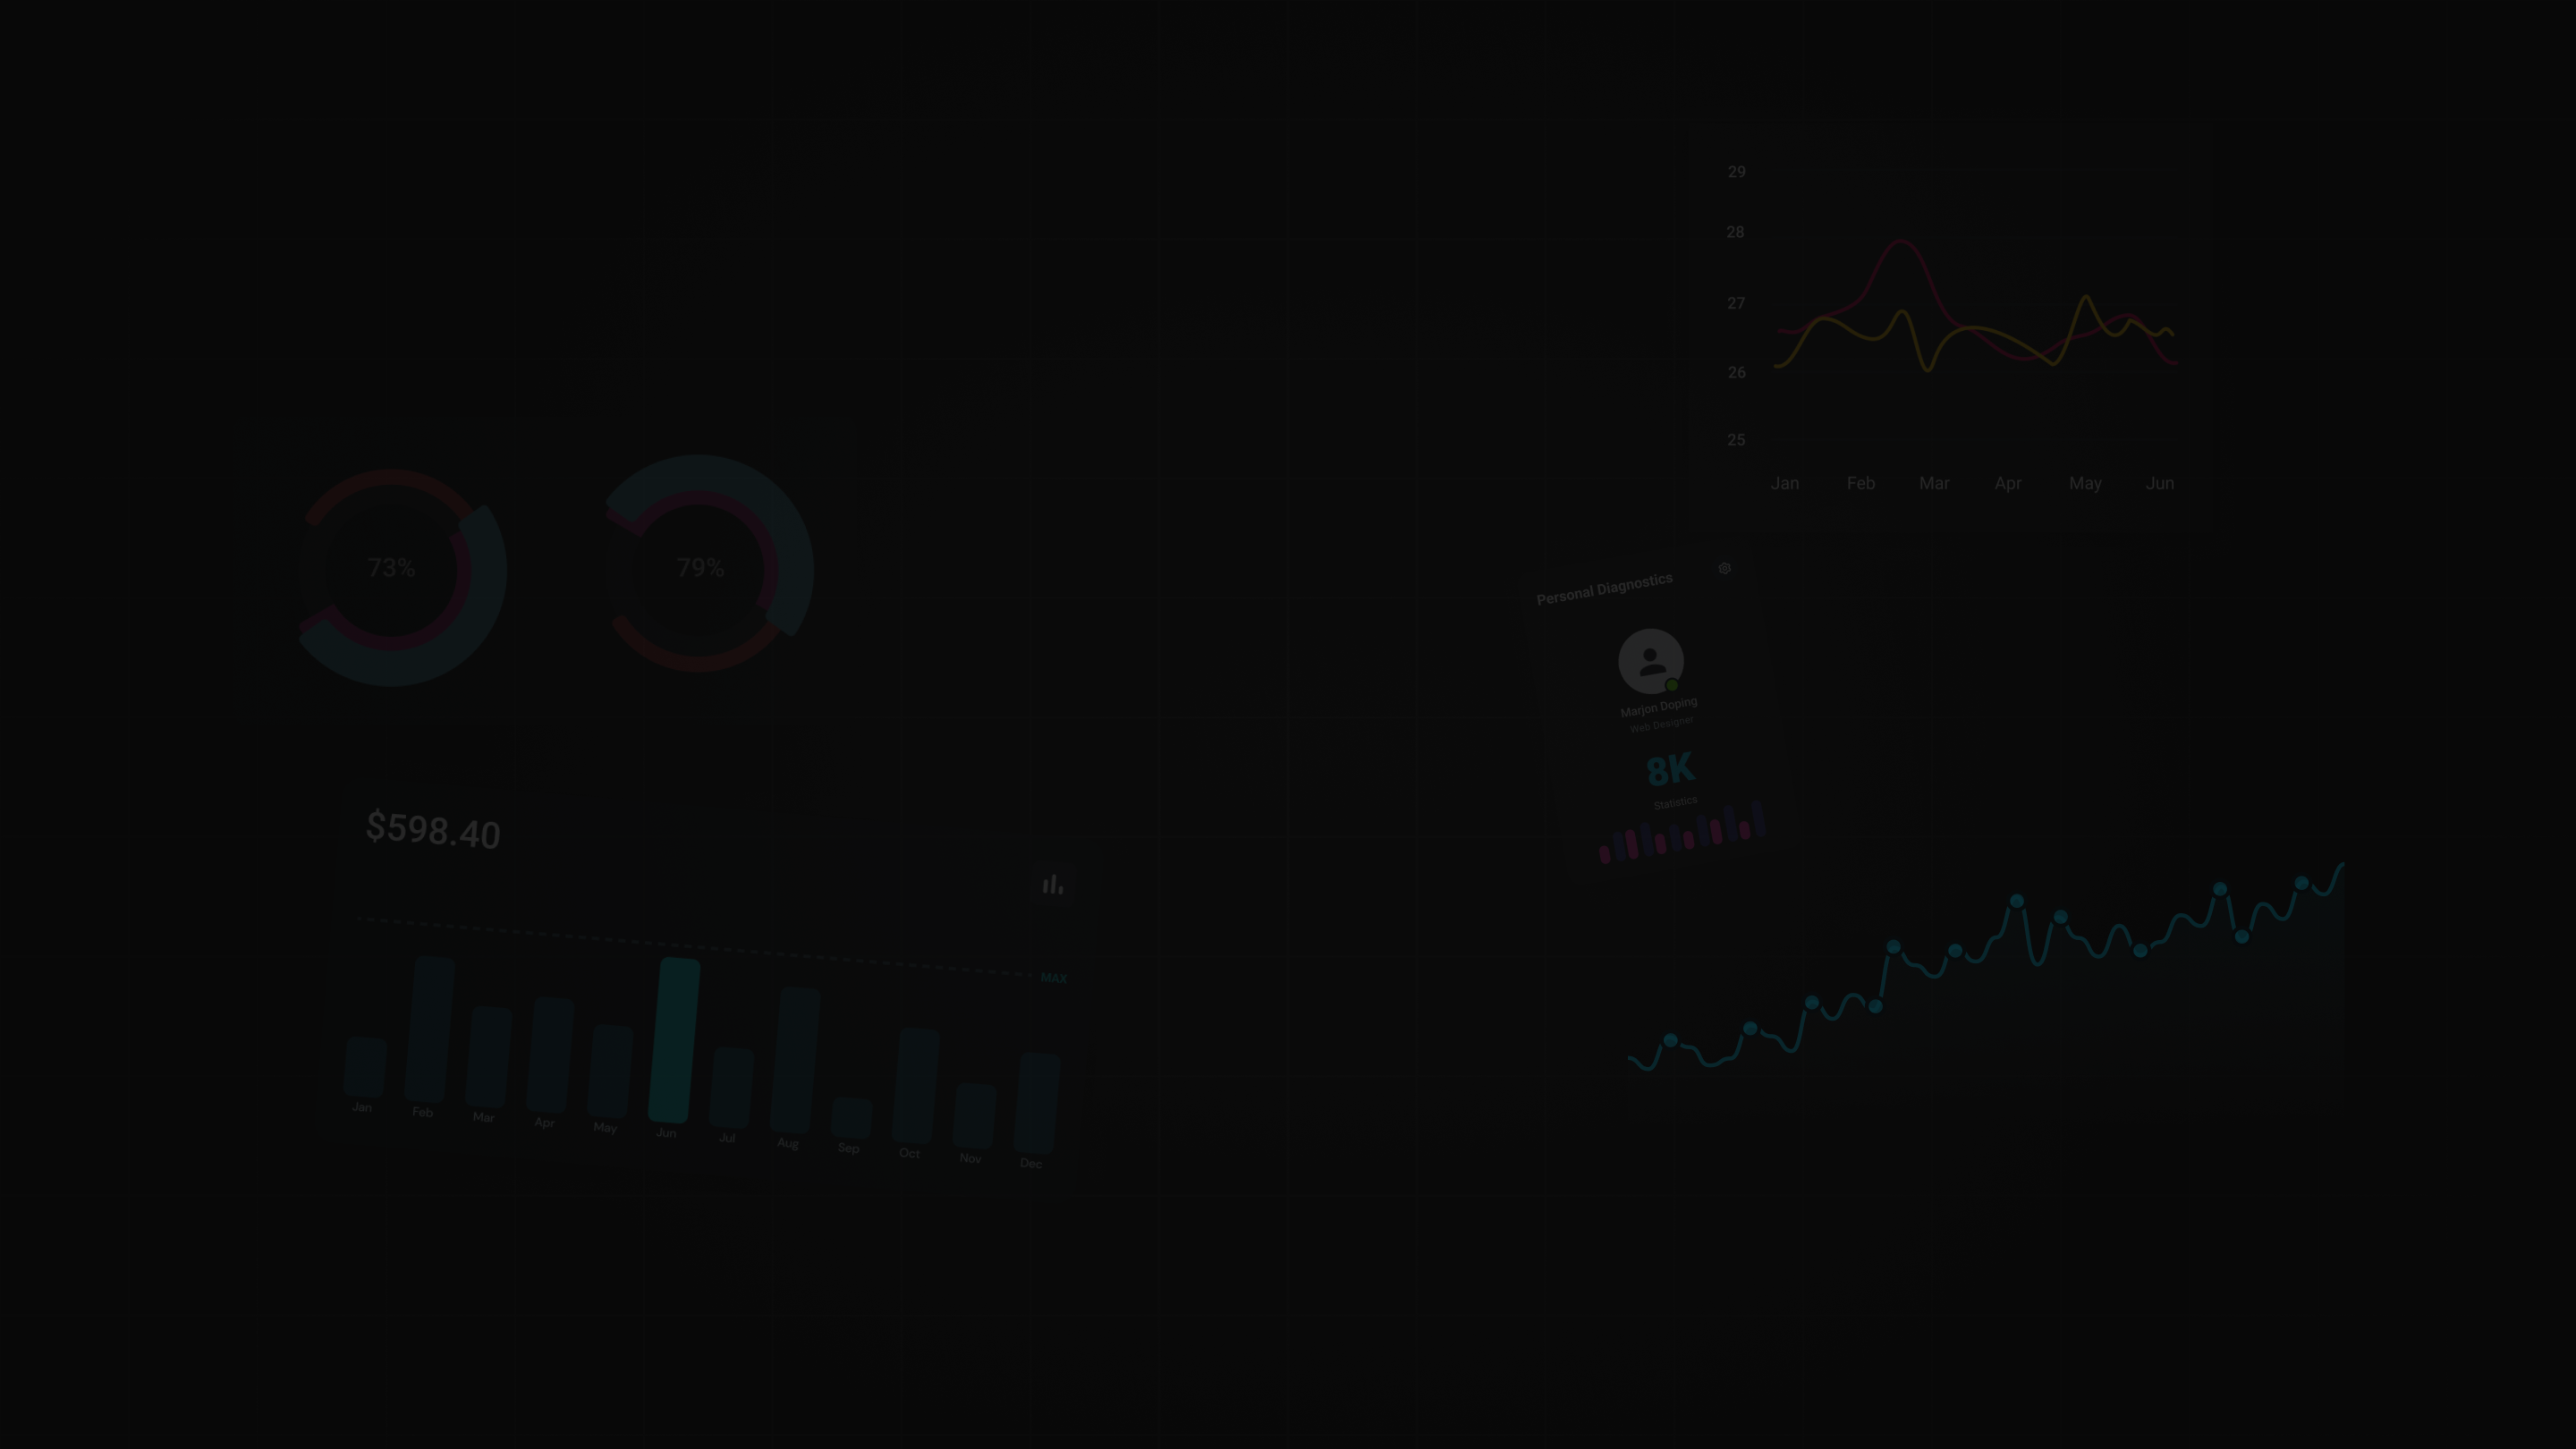 29
28
27
26
25
Jan Feb Mar Apr May Jun
73%
79%
Personal Diagnostics
Marjon Doping
Web Designer
8K
Statistics
$598.40
MAX
Jan Feb Mar Apr May Jun Jul Aug Sep Oct Nov Dec